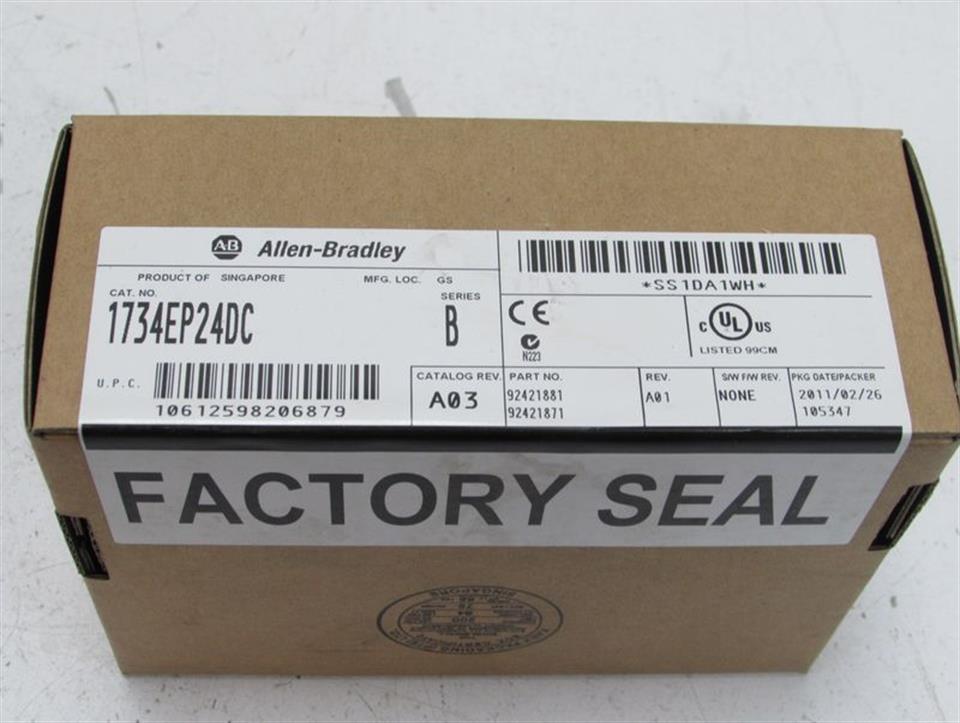 A-B Allen-Bradley
PRODUCT OF SINGAPORE MFG. LOC. GS
CAT. NO. SERIES
1734EP24DC B
U.P.C.
10612598206879
CATALOG REV.
A03
*SS1DA1WH*
CE
N223
C UL US
LISTED 99CM
PART NO. REV. S/W F/W REV. PKG DATE/PACKER
92421881 A01 NONE 2011/02/26
92421871 105347
FACTORY SEAL
SINGAPORE
200